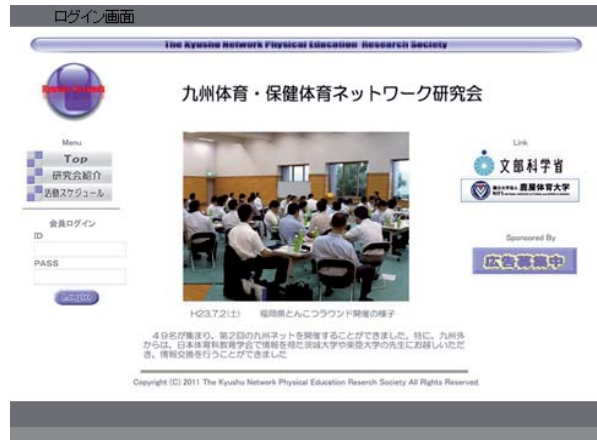 ログイン画面
The Kyushu Network Physical Education Research Society
Kyushu Network
九州体育・保健体育ネットワーク研究会
Menu
Top
研究会紹介
活動スケジュール
会員ログイン
ID
PASS
Login
H23.7.2(土) 福岡県とんこつラウンド開催の様子
49名が集まり、第2回の九州ネットを開催することができました。特に、九州外
からは、日本体育科教育学会で情報を得た茨城大学や東亜大学の先生にお越しいただ
き、情報交換を行うことができました
Link
文部科学省
国立大学法人 鹿屋体育大学
Sponsored By
広告募集中
Copyright (C) 2011 The Kyushu Network Physical Education Reserch Society All Rights Reserved.